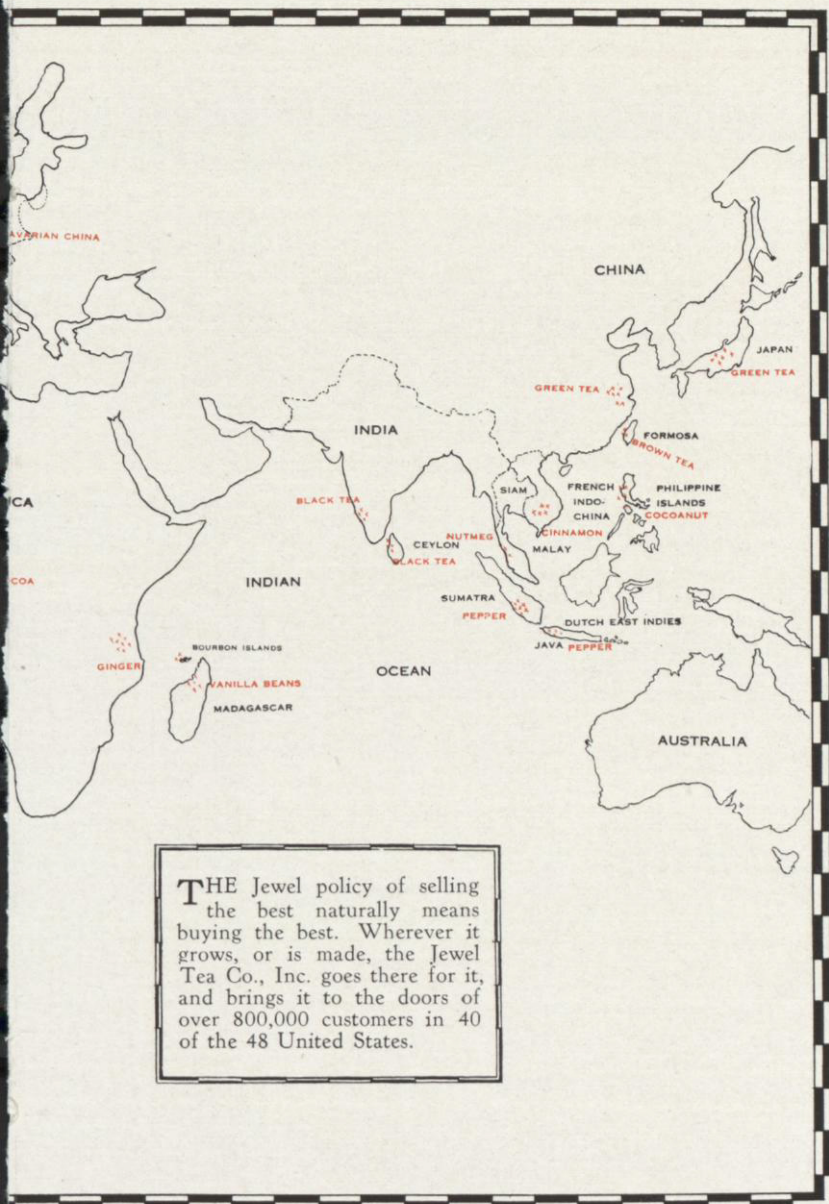 AVARIAN CHINA
CHINA
JAPAN
GREEN TEA
GREEN TEA
INDIA
FORMOSA
BROWN TEA
SIAM
FRENCH
INDO-
CHINA
PHILIPPINE
ISLANDS
COCOANUT
CINNAMON
BLACK TEA
CEYLON
BLACK TEA
NUTMEG
MALAY
ICA
COA
INDIAN
SUMATRA
PEPPER
DUTCH EAST INDIES
JAVA PEPPER
GINGER
BOURBON ISLANDS
VANILLA BEANS
MADAGASCAR
OCEAN
AUSTRALIA
THE Jewel policy of selling
the best naturally means
buying the best. Wherever it
grows, or is made, the Jewel
Tea Co., Inc. goes there for it,
and brings it to the doors of
over 800,000 customers in 40
of the 48 United States.